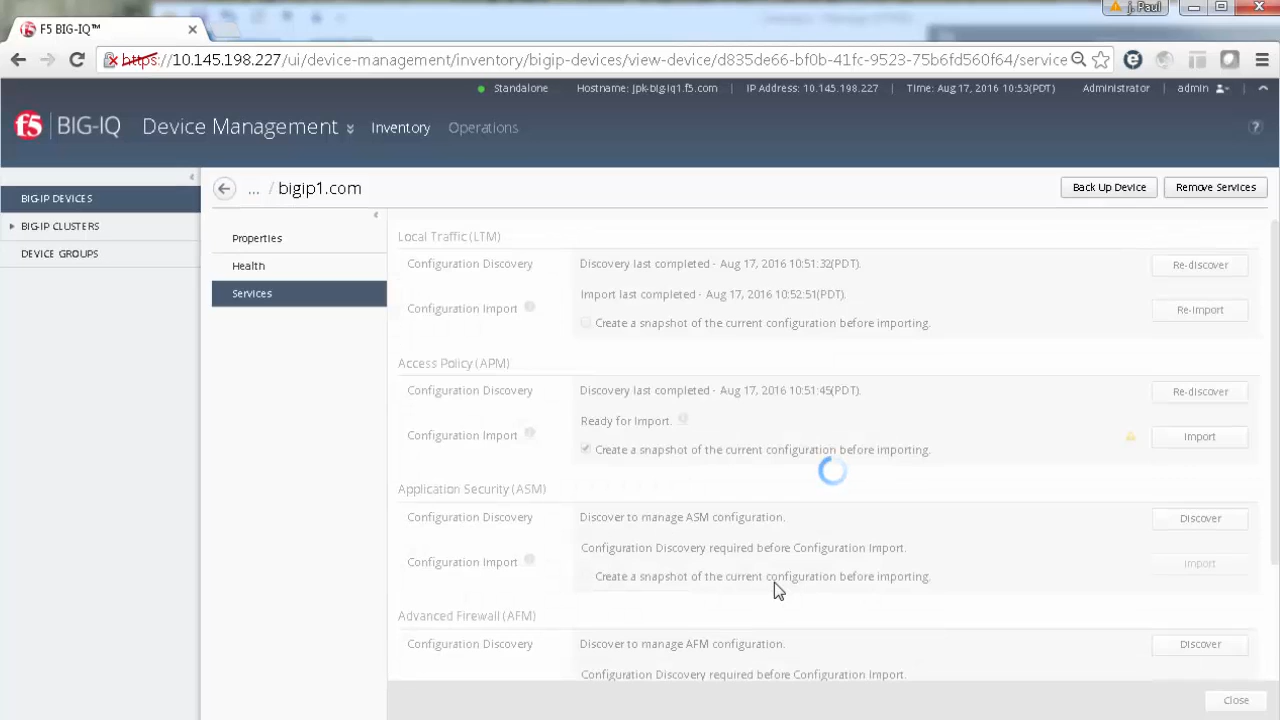 F5 BIG-IQ™
j. Paul
https://10.145.198.227/ui/device-management/inventory/bigip-devices/view-device/d835de66-bf0b-41fc-9523-75b6fd560f64/service
Standalone Hostname: jpk-big-iq1.f5.com IP Address: 10.145.198.227 Time: Aug 17, 2016 10:53(PDT) Administrator admin
f5 BIG-IQ Device Management Inventory Operations
BIG-IP DEVICES
BIG-IP CLUSTERS
DEVICE GROUPS
... / bigip1.com Back Up Device Remove Services
Properties
Health
Services
Local Traffic (LTM)
Configuration Discovery Discovery last completed - Aug 17, 2016 10:51:32(PDT). Re-discover
Import last completed - Aug 17, 2016 10:52:51(PDT).
Configuration Import Re-import
Create a snapshot of the current configuration before importing.
Access Policy (APM)
Configuration Discovery Discovery last completed - Aug 17, 2016 10:51:45(PDT). Re-discover
Ready for Import.
Configuration Import Import
Create a snapshot of the current configuration before importing.
Application Security (ASM)
Configuration Discovery Discover to manage ASM configuration. Discover
Configuration Discovery required before Configuration Import.
Configuration Import Import
Create a snapshot of the current configuration before importing.
Advanced Firewall (AFM)
Configuration Discovery Discover to manage AFM configuration. Discover
Configuration Discovery required before Configuration Import.
Close